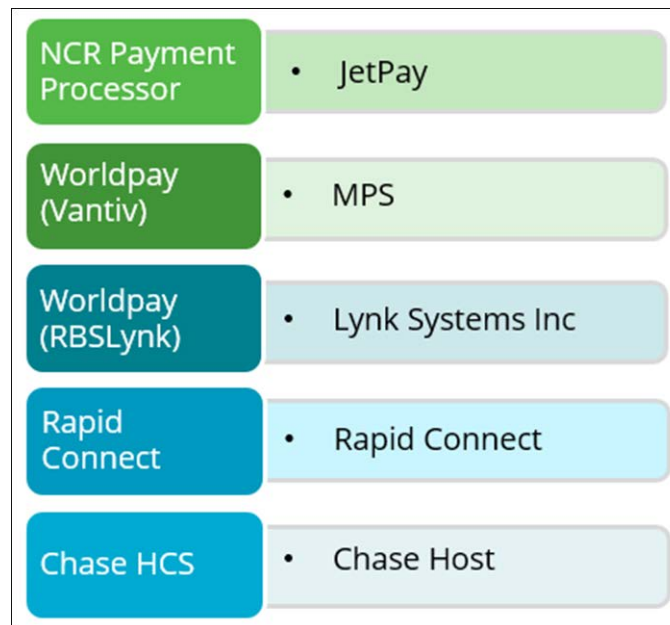 NCR Payment
Processor
• JetPay
Worldpay
(Vantiv)
• MPS
Worldpay
(RBSLynk)
• Lynk Systems Inc
Rapid
Connect
• Rapid Connect
Chase HCS
• Chase Host